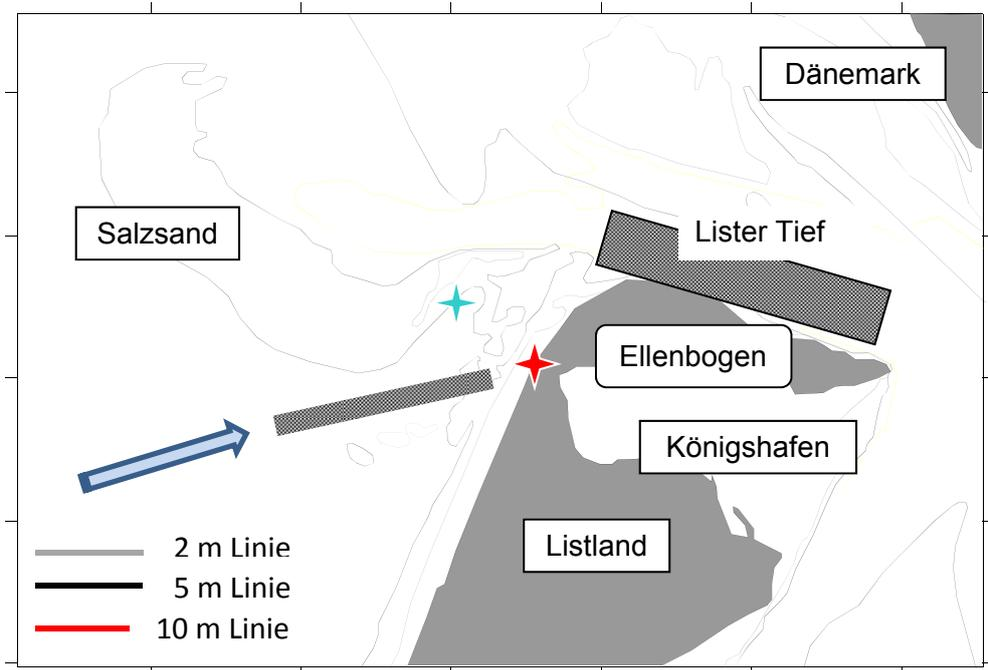 Dänemark
Salzsand
Lister Tief
Ellenbogen
Königshafen
Listland
2 m Linie
5 m Linie
10 m Linie